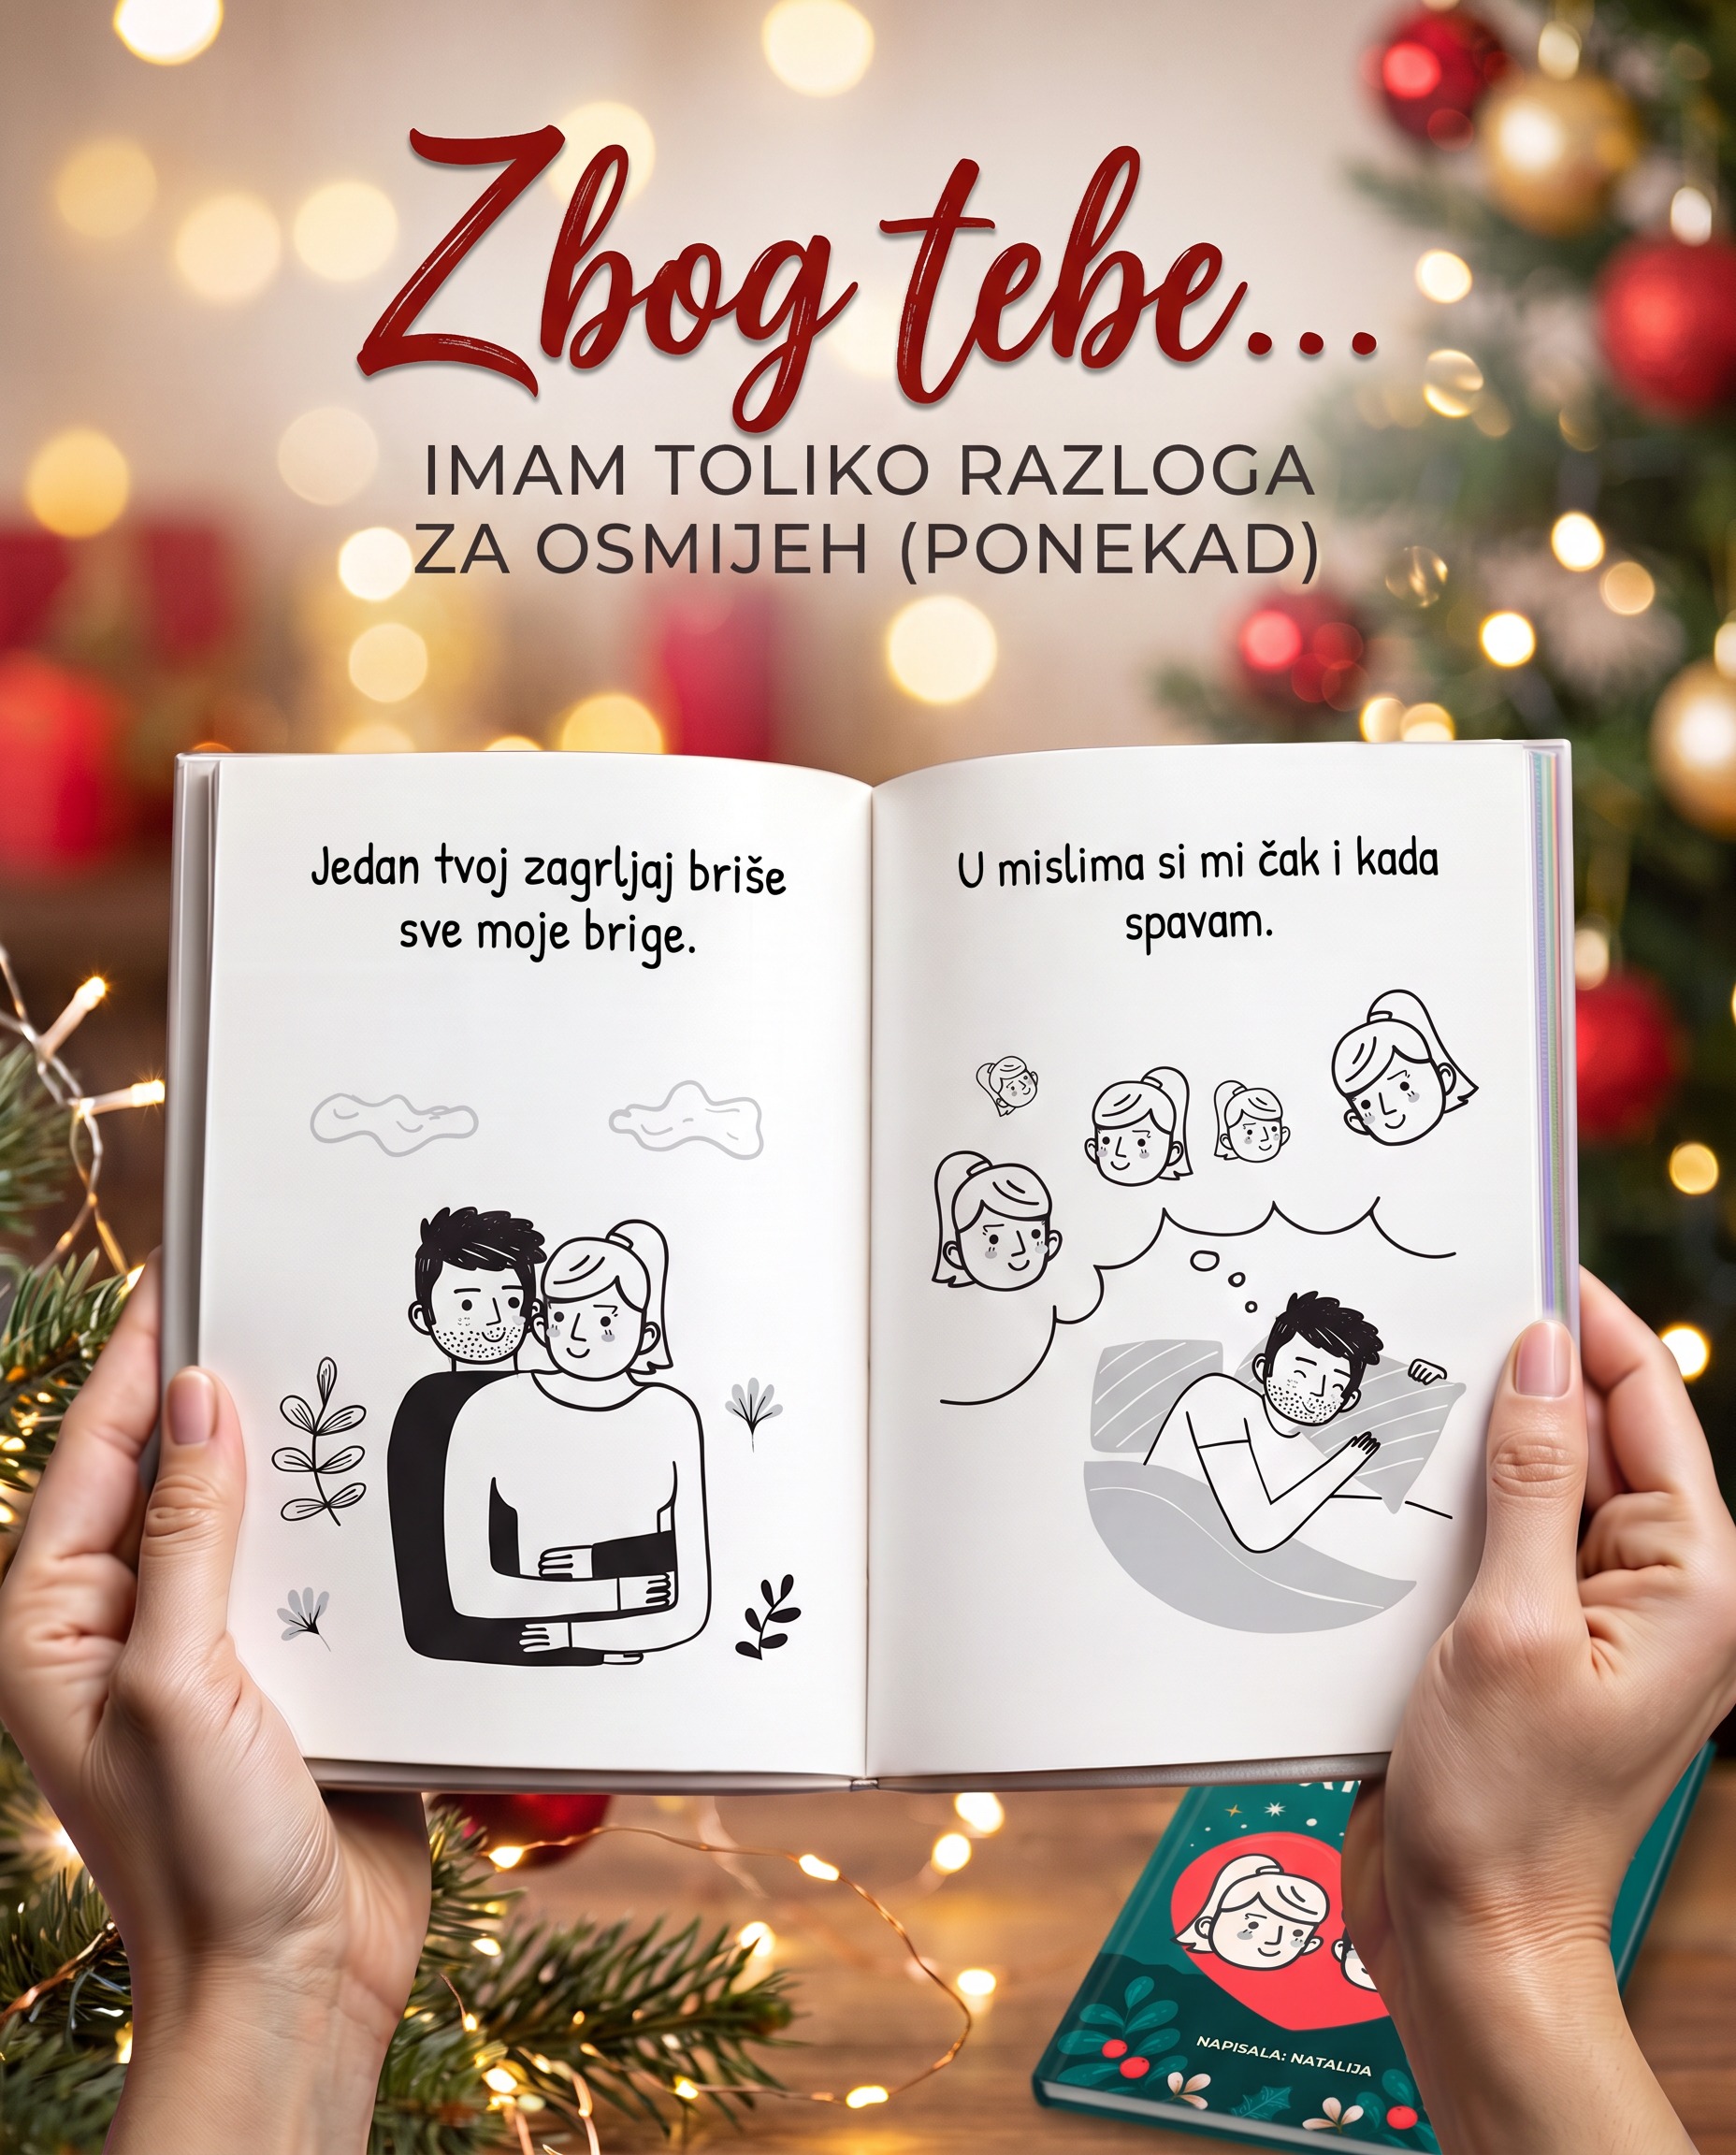 Zbog tebe...
IMAM TOLIKO RAZLOGA
ZA OSMIJEH (PONEKAD)
Jedan tvoj zagrljaj briše
sve moje brige.
U mislima si mi čak i kada
spavam.
NAPISALA: NATALIJA